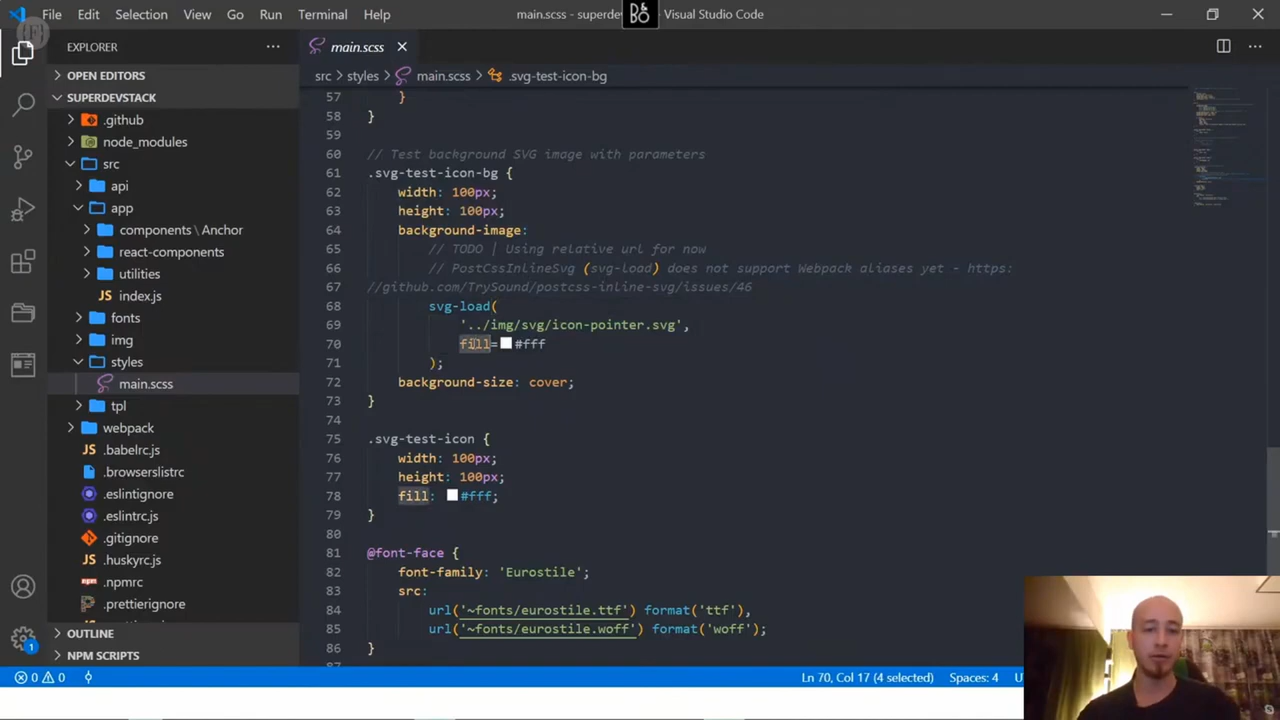 File Edit Selection View Go Run Terminal Help
main.scss - superdev
B&O
Visual Studio Code
EXPLORER
OPEN EDITORS
SUPERDEVSTACK
.github
node_modules
src
api
app
components \ Anchor
react-components
utilities
index.js
fonts
img
styles
main.scss
tpl
webpack
JS .babelrc.js
.browserslistrc
.eslintignore
.eslintrc.js
.gitignore
JS .huskyrc.js
.npmrc
.prettierignore
OUTLINE
NPM SCRIPTS
1
main.scss
src > styles > main.scss > .svg-test-icon-bg
57 }
58 }
59
60 // Test background SVG image with parameters
61 .svg-test-icon-bg {
62 width: 100px;
63 height: 100px;
64 background-image:
65 // TODO | Using relative url for now
66 // PostCssInlineSvg (svg-load) does not support Webpack aliases yet - https:
67 //github.com/TrySound/postcss-inline-svg/issues/46
68 svg-load(
69 '../img/svg/icon-pointer.svg',
70 fill=#fff
71 );
72 background-size: cover;
73 }
74
75 .svg-test-icon {
76 width: 100px;
77 height: 100px;
78 fill: #fff;
79 }
80
81 @font-face {
82 font-family: 'Eurostile';
83 src:
84 url('~fonts/eurostile.ttf') format('ttf'),
85 url('~fonts/eurostile.woff') format('woff');
86 }
0 0 Ln 70, Col 17 (4 selected) Spaces: 4